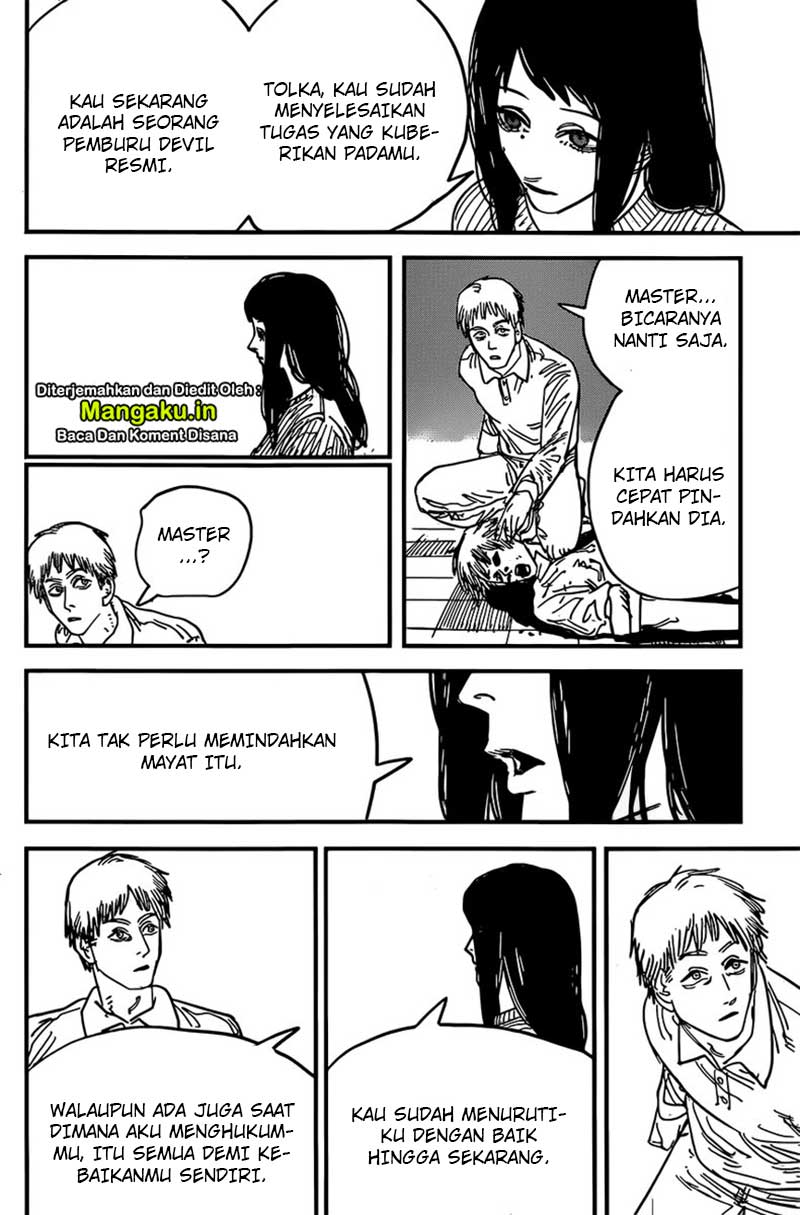 TOLKA, KAU SUDAH
MENYELESAIKAN
TUGAS YANG KUBE-
RIKAN PADAMU.
KAU SEKARANG
ADALAH SEORANG
PEMBURU DEVIL
RESMI.
MASTER...
BICARANYA
NANTI SAJA.
KITA HARUS
CEPAT PIN-
DAHKAN DIA.
Diterjemahkan dan Diedit Oleh :
Mangaku.in
Baca Dan Koment Disana
MASTER
...?
KITA TAK PERLU MEMINDAHKAN
MAYAT ITU.
KAU SUDAH MENURUTI-
KU DENGAN BAIK
HINGGA SEKARANG.
WALAUPUN ADA JUGA SAAT
DIMANA AKU MENGHUKUM-
MU, ITU SEMUA DEMI KE-
BAIKANMU SENDIRI.